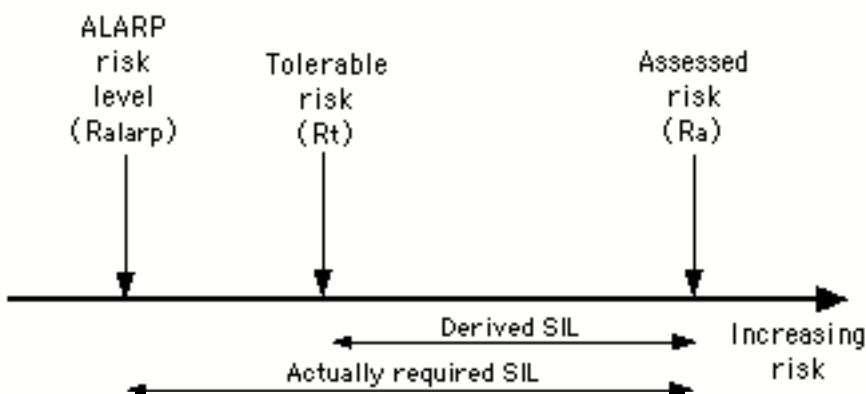 ALARP
risk
level
(Ralarp)
Tolerable
risk
(Rt)
Assessed
risk
(Ra)
Derived SIL
Actually required SIL
Increasing
risk